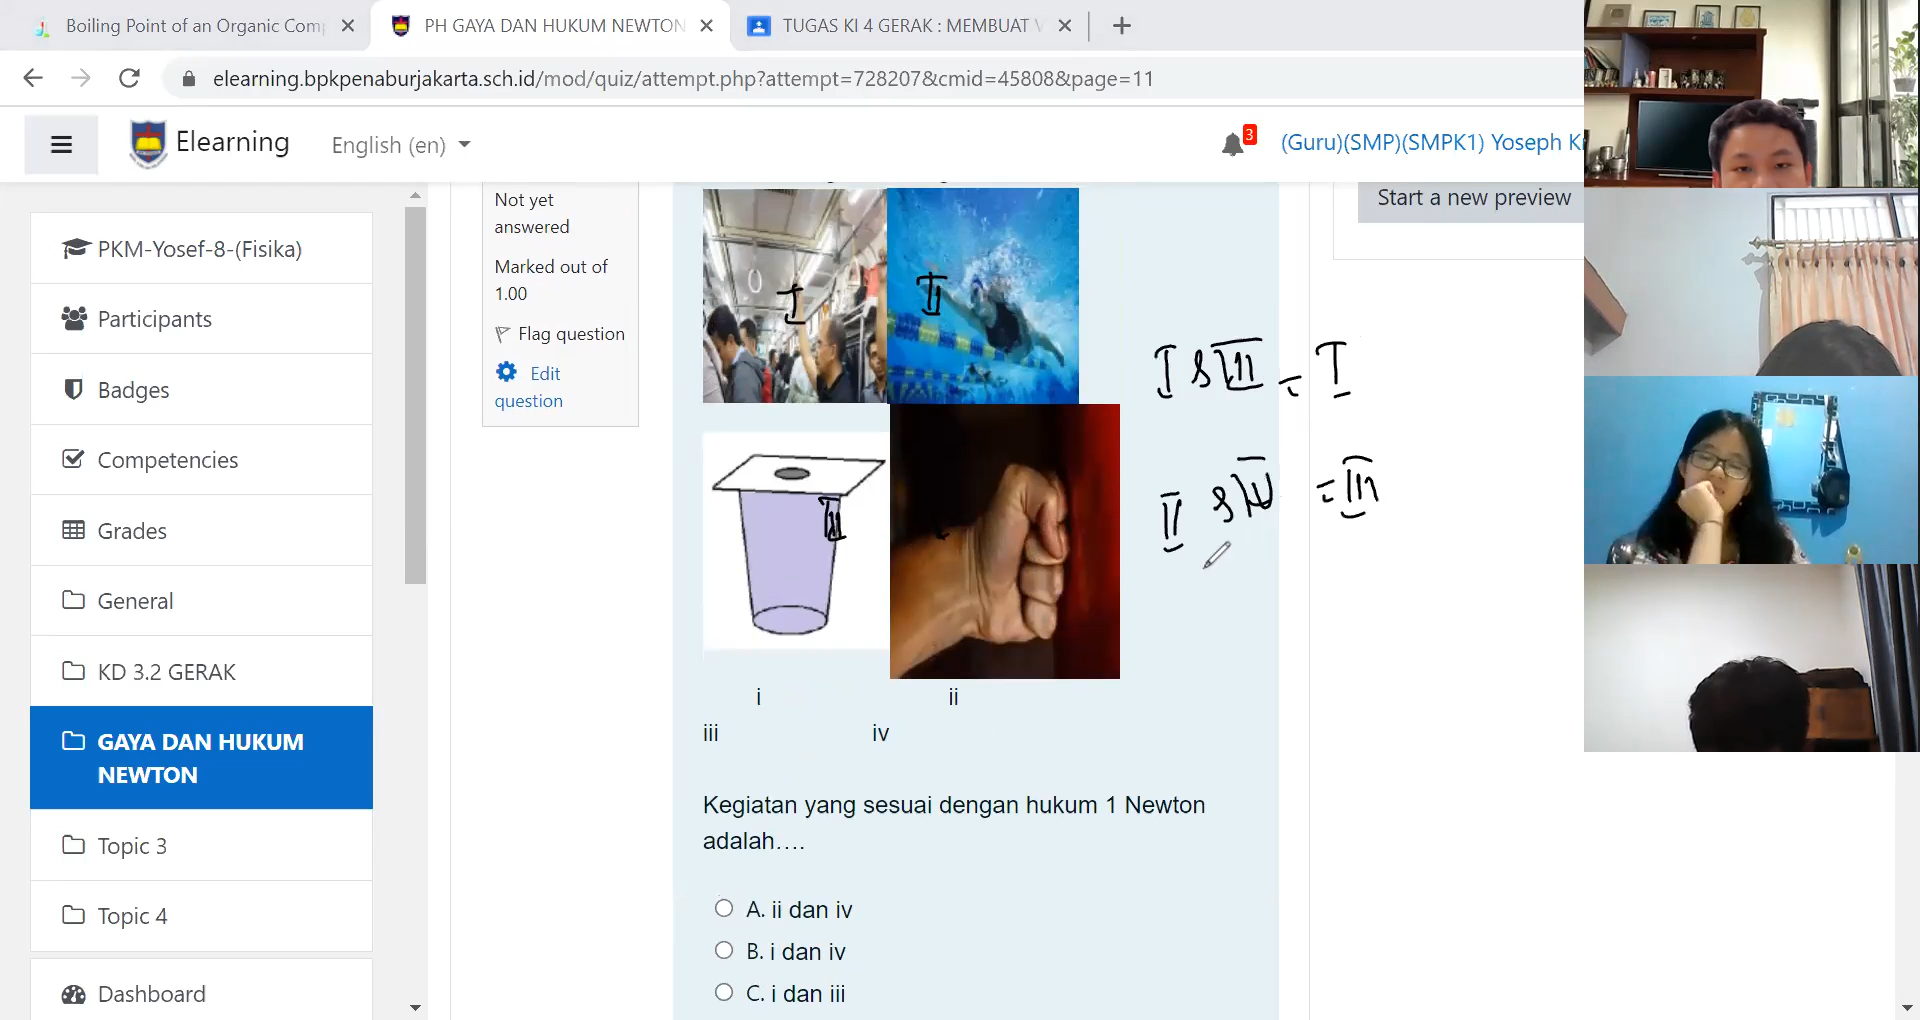 Boiling Point of an Organic Comp
PH GAYA DAN HUKUM NEWTON
TUGAS KI 4 GERAK : MEMBUAT V
elearning.bpkpenaburjakarta.sch.id/mod/quiz/attempt.php?attempt=728207&cmid=45808&page=11
Elearning
English (en)
3
(Guru)(SMP)(SMPK1) Yoseph Kr
PKM-Yosef-8-(Fisika)
Participants
Badges
Competencies
Grades
General
KD 3.2 GERAK
GAYA DAN HUKUM
NEWTON
Topic 3
Topic 4
Dashboard
Not yet
answered
Marked out of
1.00
Flag question
Edit
question
Start a new preview
I
II
III
I & III = I
II & IV = III
i ii
iii iv
Kegiatan yang sesuai dengan hukum 1 Newton
adalah….
A. ii dan iv
B. i dan iv
C. i dan iii